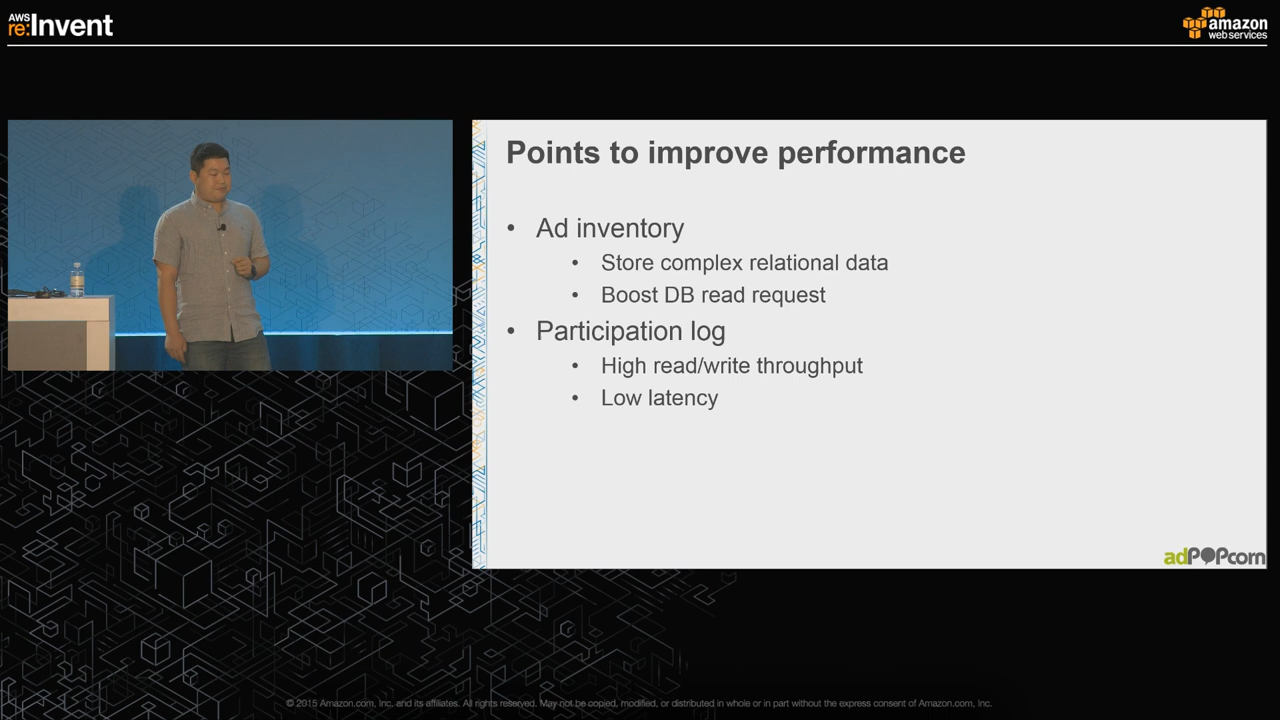 AWS
re:Invent
amazon
web services
Points to improve performance
• Ad inventory
• Store complex relational data
• Boost DB read request
• Participation log
• High read/write throughput
• Low latency
adPOPcorn
© 2015 Amazon.com, Inc. and its affiliates. All rights reserved. May not be copied, modified, or distributed in whole or in part without the express consent of Amazon.com, Inc.